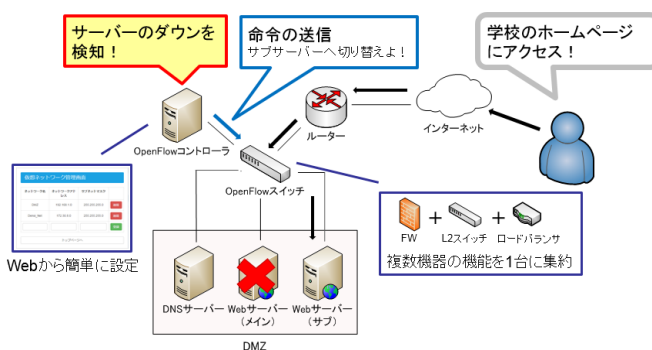 サーバーのダウンを
検知！
命令の送信
サブサーバーへ切り替えよ！
学校のホームページ
にアクセス！
OpenFlowコントローラ
ルーター
インターネット
OpenFlowスイッチ
Webから簡単に設定
FW
+
L2スイッチ
+
ロードバランサ
複数機器の機能を1台に集約
DNSサーバー
Webサーバー
（メイン）
Webサーバー
（サブ）
DMZ